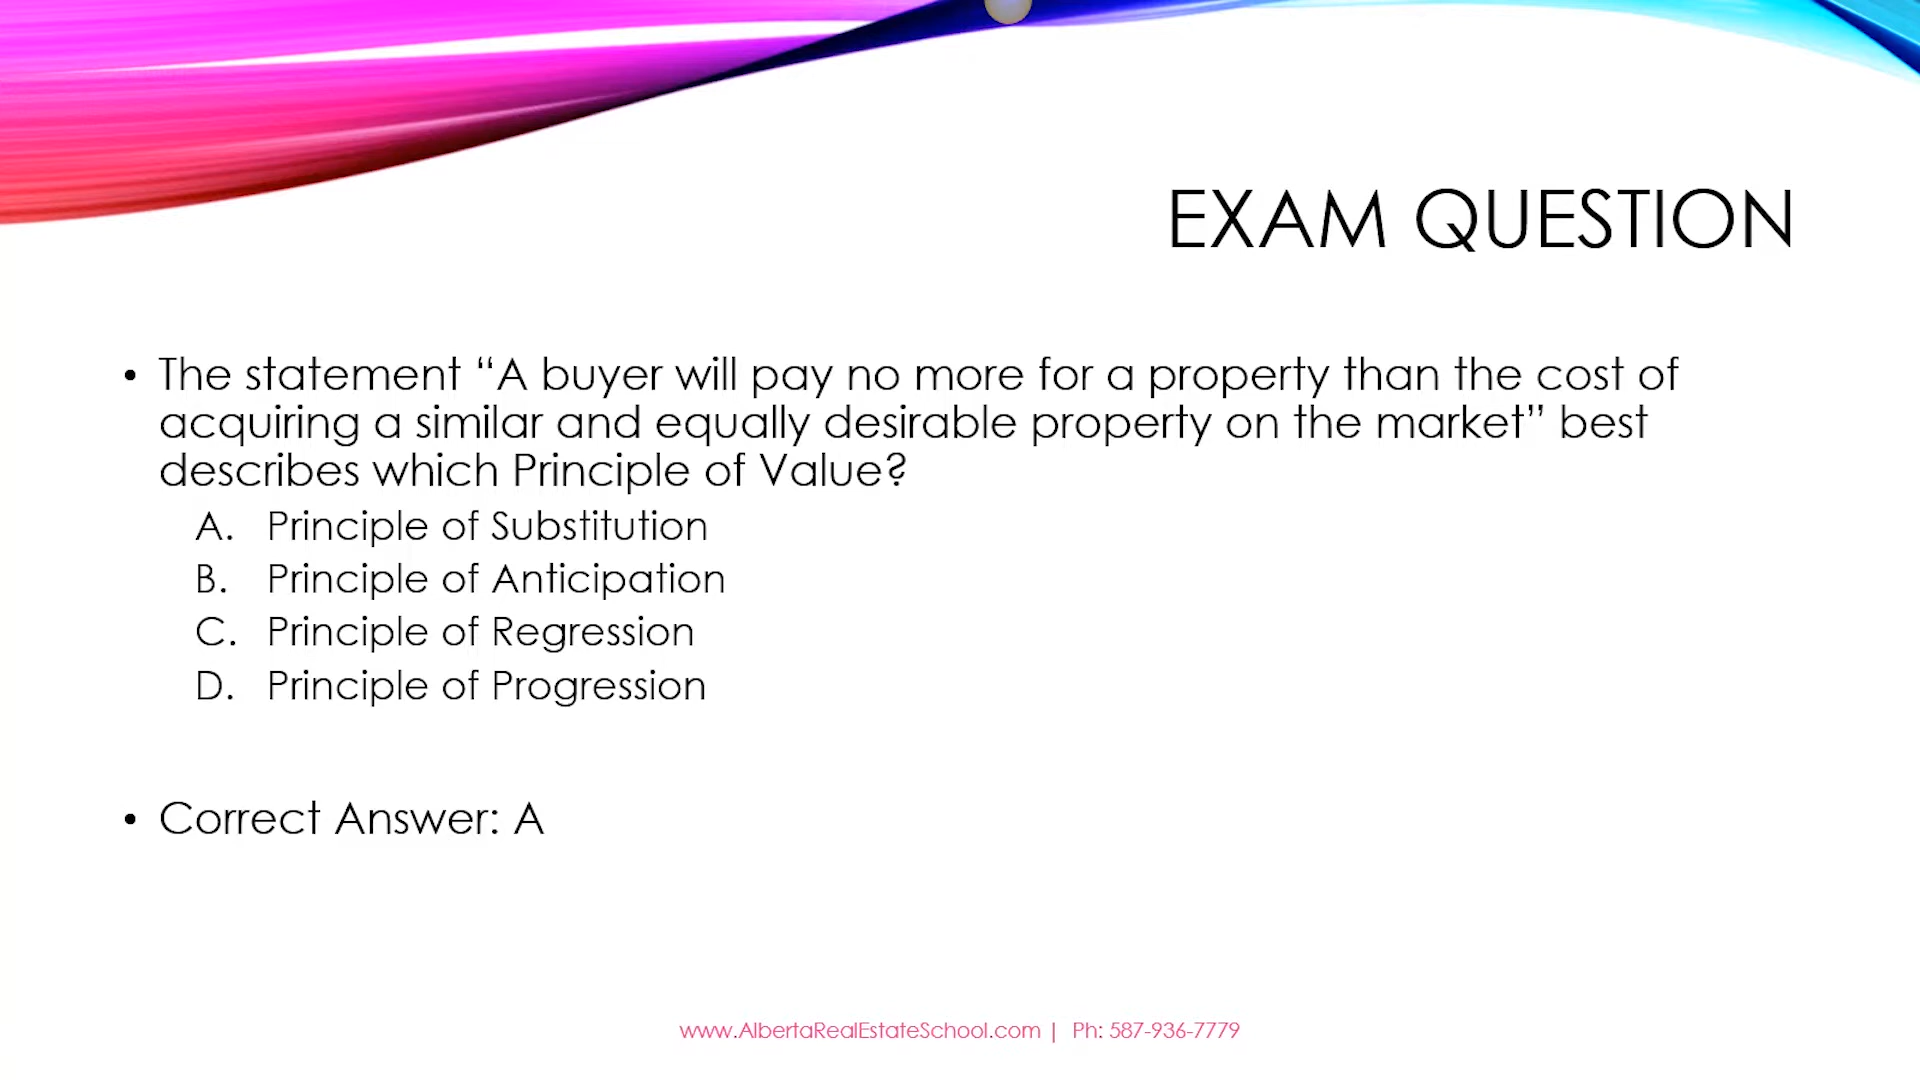 EXAM QUESTION
• The statement “A buyer will pay no more for a property than the cost of
acquiring a similar and equally desirable property on the market” best
describes which Principle of Value?
A. Principle of Substitution
B. Principle of Anticipation
C. Principle of Regression
D. Principle of Progression
• Correct Answer: A
www.AlbertaRealEstateSchool.com | Ph: 587-936-7779